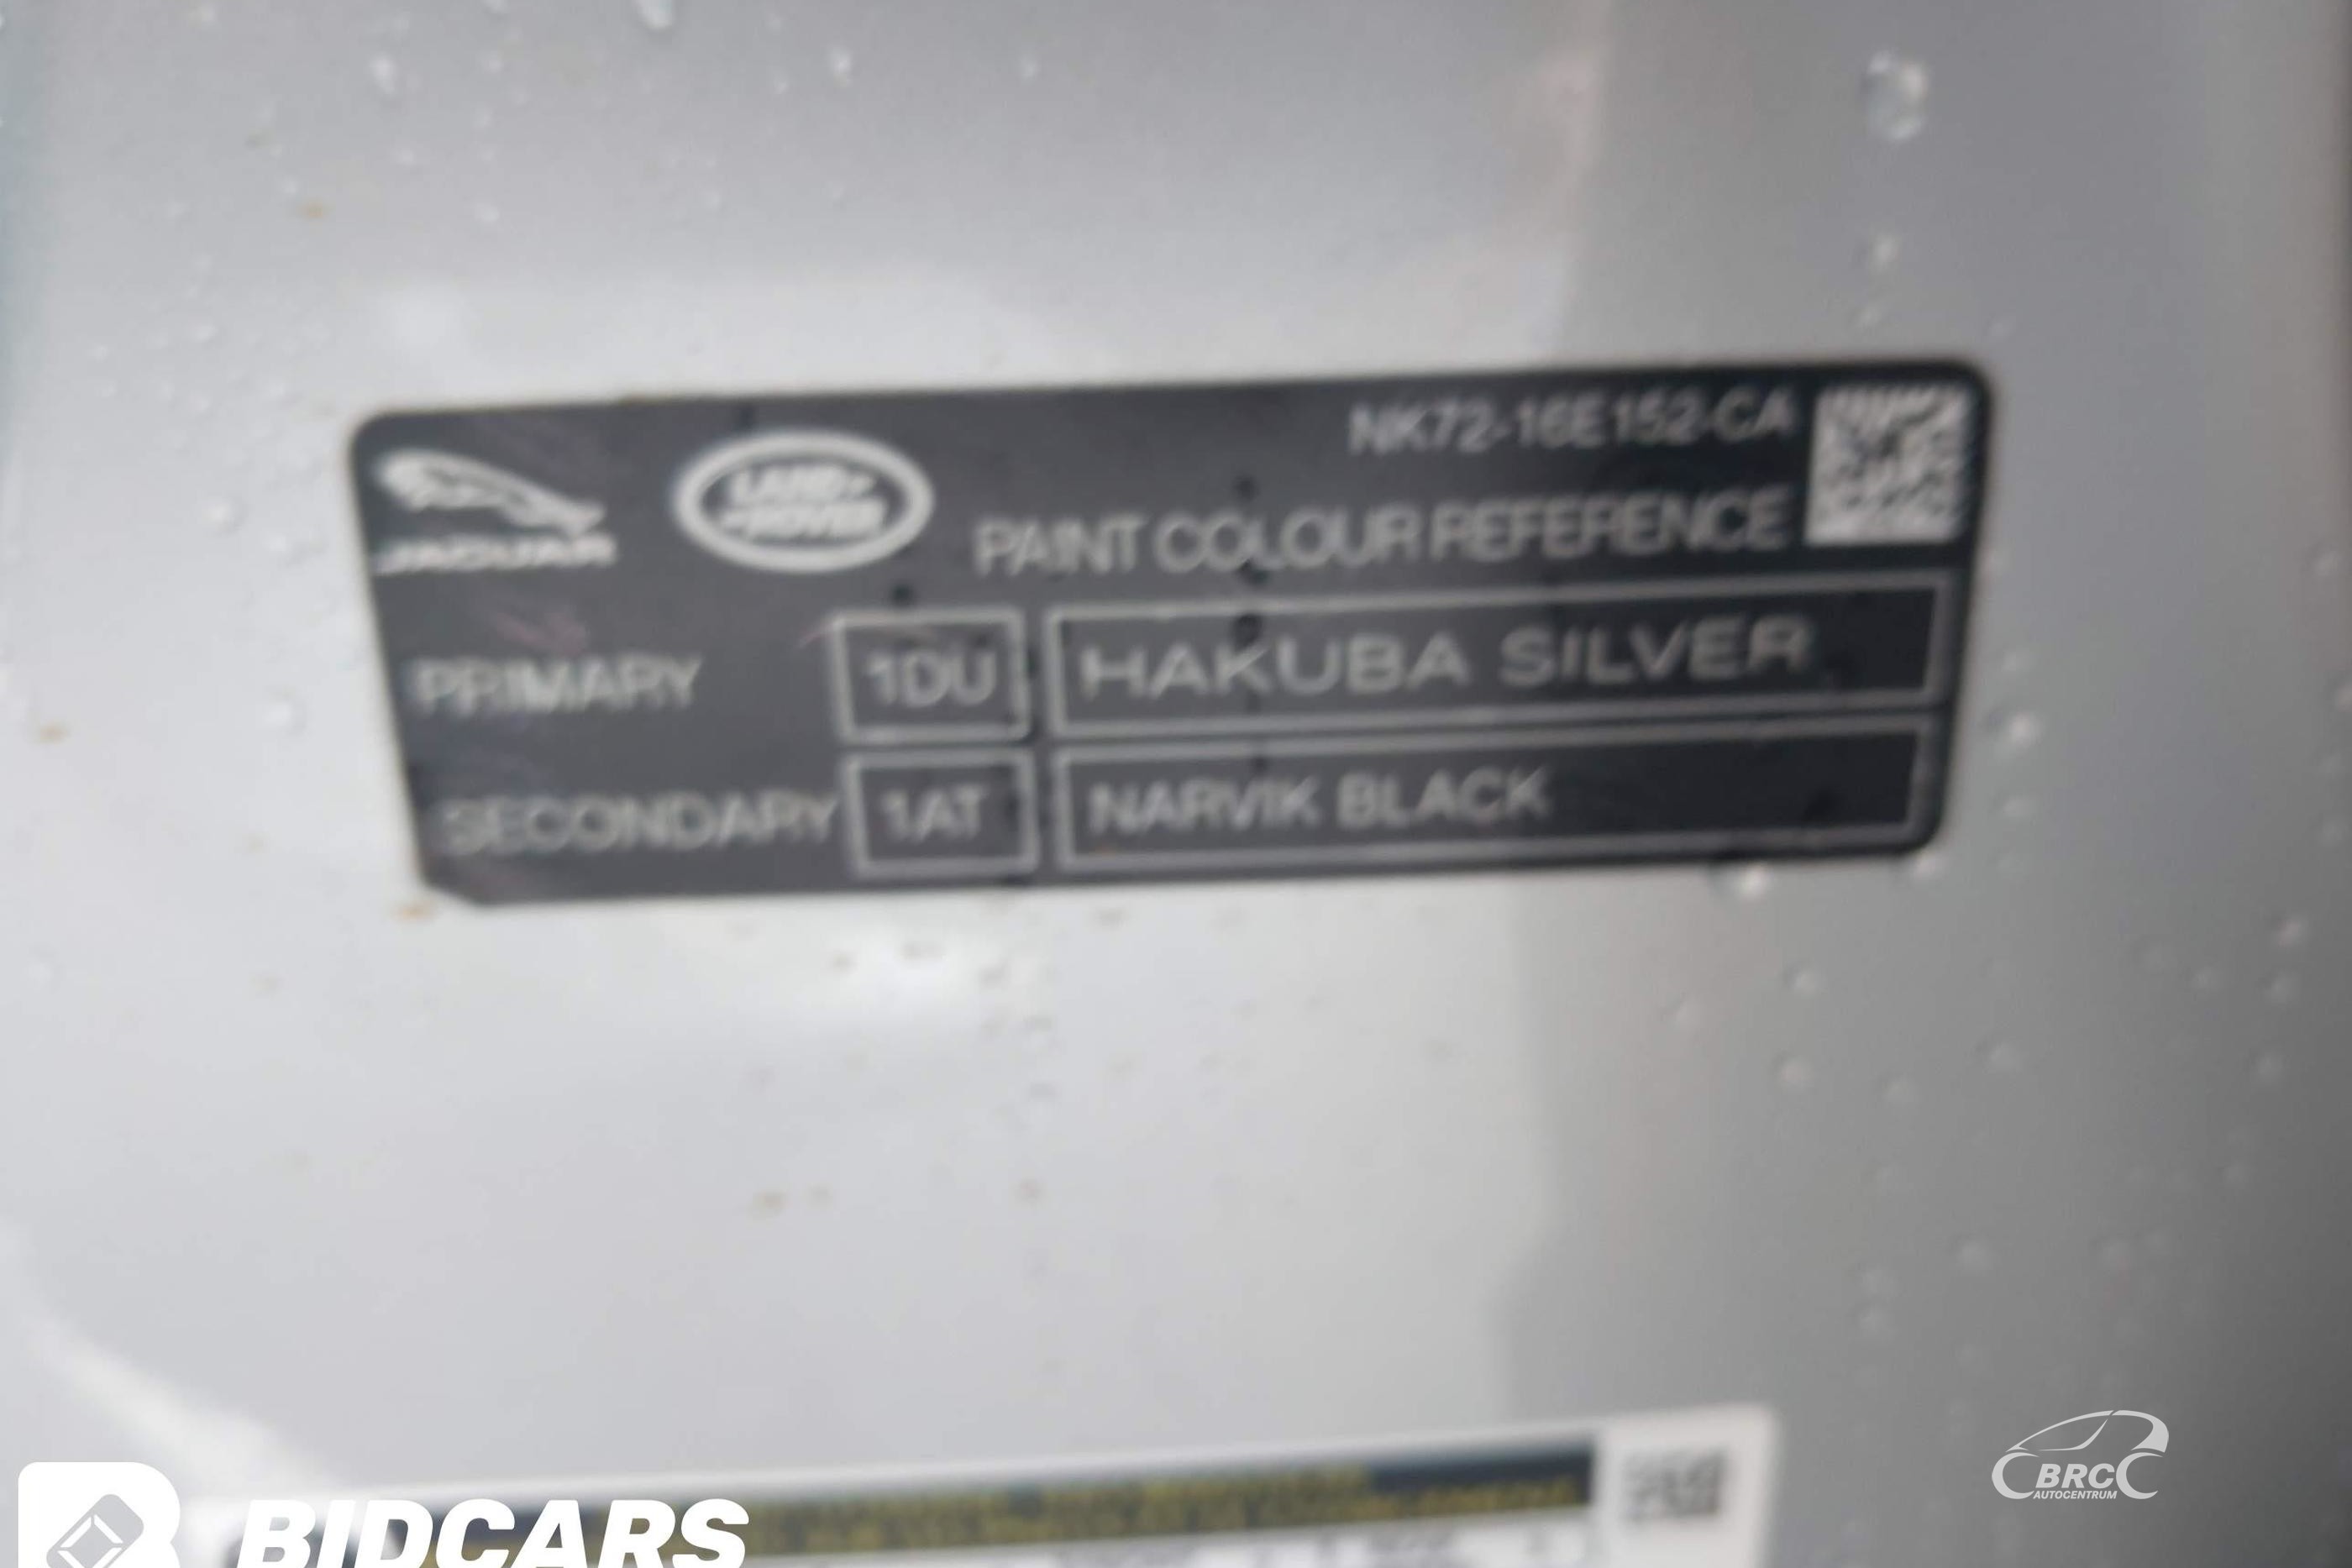 NK72-16E152-CA
JAGUAR
LAND
ROVER
PAINT COLOUR REFERENCE
PRIMARY 1DU HAKUBA SILVER
SECONDARY 1AT NARVIK BLACK
BIDCARS
BRC
AUTOCENTRUM